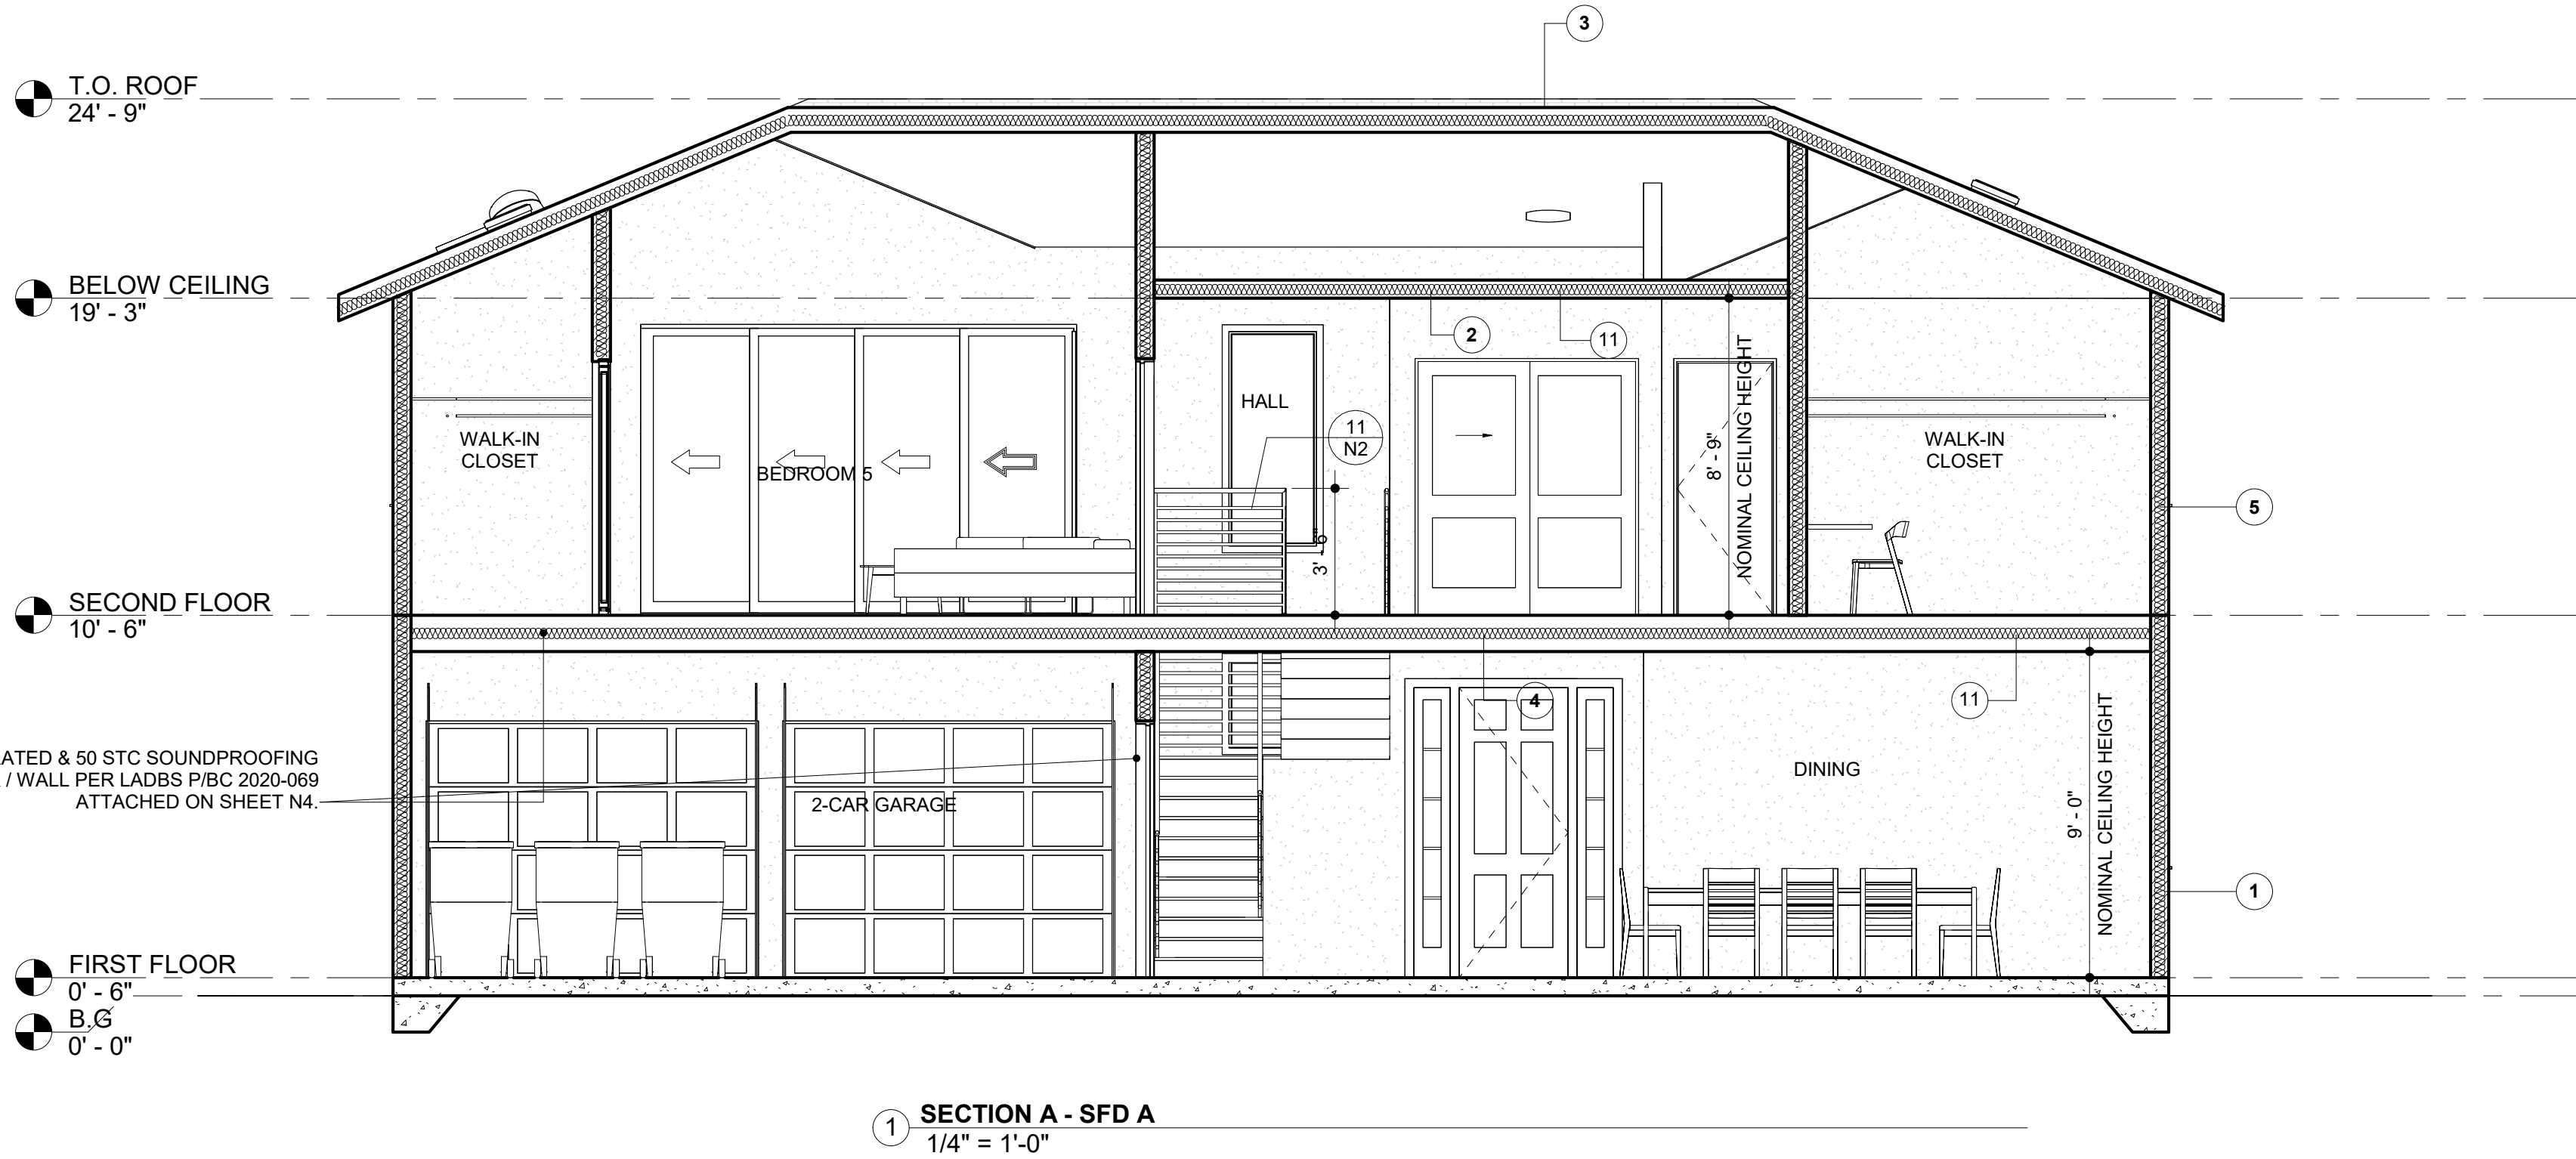 3
T.O. ROOF
24' - 9"
BELOW CEILING
19' - 3"
2
11
NOMINAL CEILING HEIGHT
8' - 9"
HALL
11
N2
WALK-IN
CLOSET
BEDROOM 5
WALK-IN
CLOSET
5
3' - 6
SECOND FLOOR
10' - 6"
4
11
ATED & 50 STC SOUNDPROOFING
/ WALL PER LADBS P/BC 2020-069
ATTACHED ON SHEET N4.
2-CAR GARAGE
DINING
9' - 0"
NOMINAL CEILING HEIGHT
1
FIRST FLOOR
0' - 6"
B.G
0' - 0"
1
SECTION A - SFD A
1/4" = 1'-0"